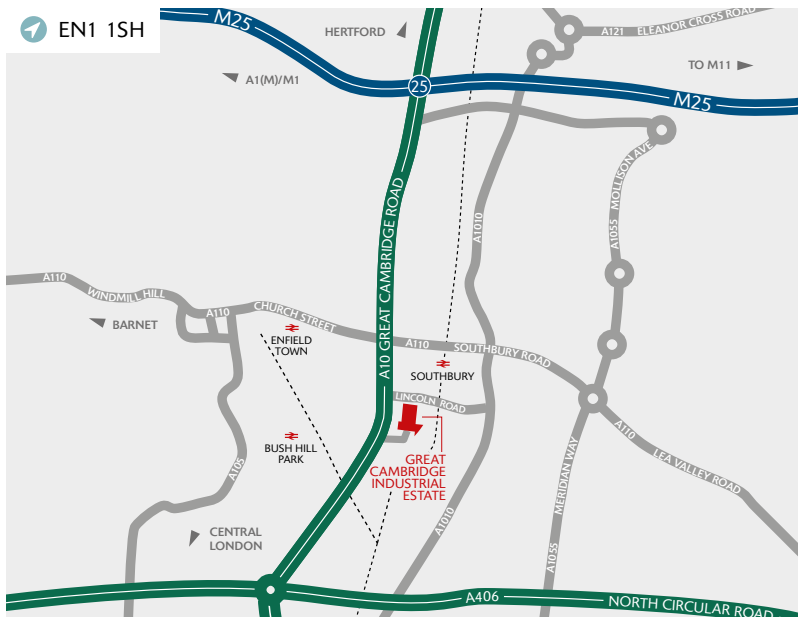 EN1 1SH
M25
HERTFORD
A121
ELEANOR CROSS ROAD
A1(M)/M1
25
TO M11
M25
MOLLISON AVE
A1055
A10 GREAT CAMBRIDGE ROAD
A1010
A110
WINDMILL HILL
A110
CHURCH STREET
BARNET
ENFIELD
TOWN
A110
SOUTHBURY ROAD
SOUTHBURY
LINCOLN ROAD
BUSH HILL
PARK
A105
GREAT
CAMBRIDGE
INDUSTRIAL
ESTATE
A110
LEA VALLEY ROAD
MERIDIAN WAY
A1055
A1010
CENTRAL
LONDON
A406
NORTH CIRCULAR ROAD